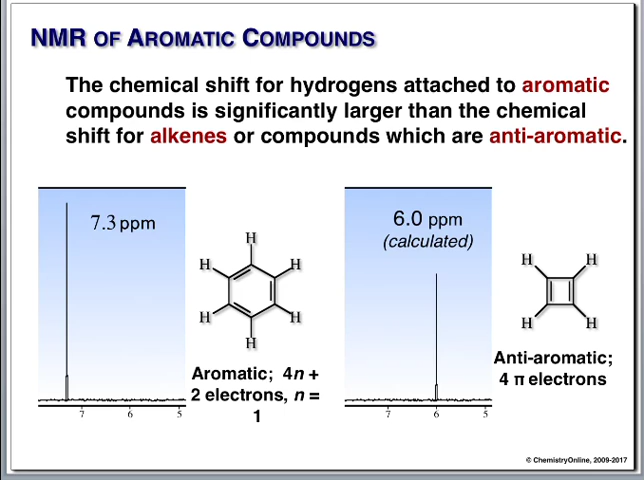 NMR OF AROMATIC COMPOUNDS
The chemical shift for hydrogens attached to aromatic
compounds is significantly larger than the chemical
shift for alkenes or compounds which are anti-aromatic.
7.3 ppm
H
H
H
H
H
H
Aromatic; 4n +
2 electrons, n =
1
7
6
5
6.0 ppm
(calculated)
H
H
H
H
Anti-aromatic;
4 π electrons
7
6
5
© ChemistryOnline, 2009-2017